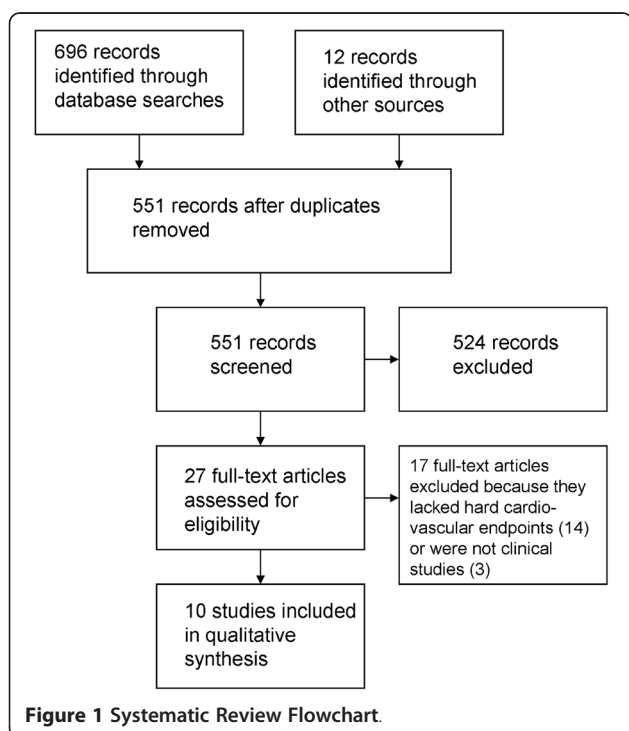 696 records
identified through
database searches
12 records
identified through
other sources
551 records after duplicates
removed
551 records
screened
524 records
excluded
27 full-text articles
assessed for
eligibility
17 full-text articles
excluded because they
lacked hard cardio-
vascular endpoints (14)
or were not clinical
studies (3)
10 studies included
in qualitative
synthesis
Figure 1 Systematic Review Flowchart.